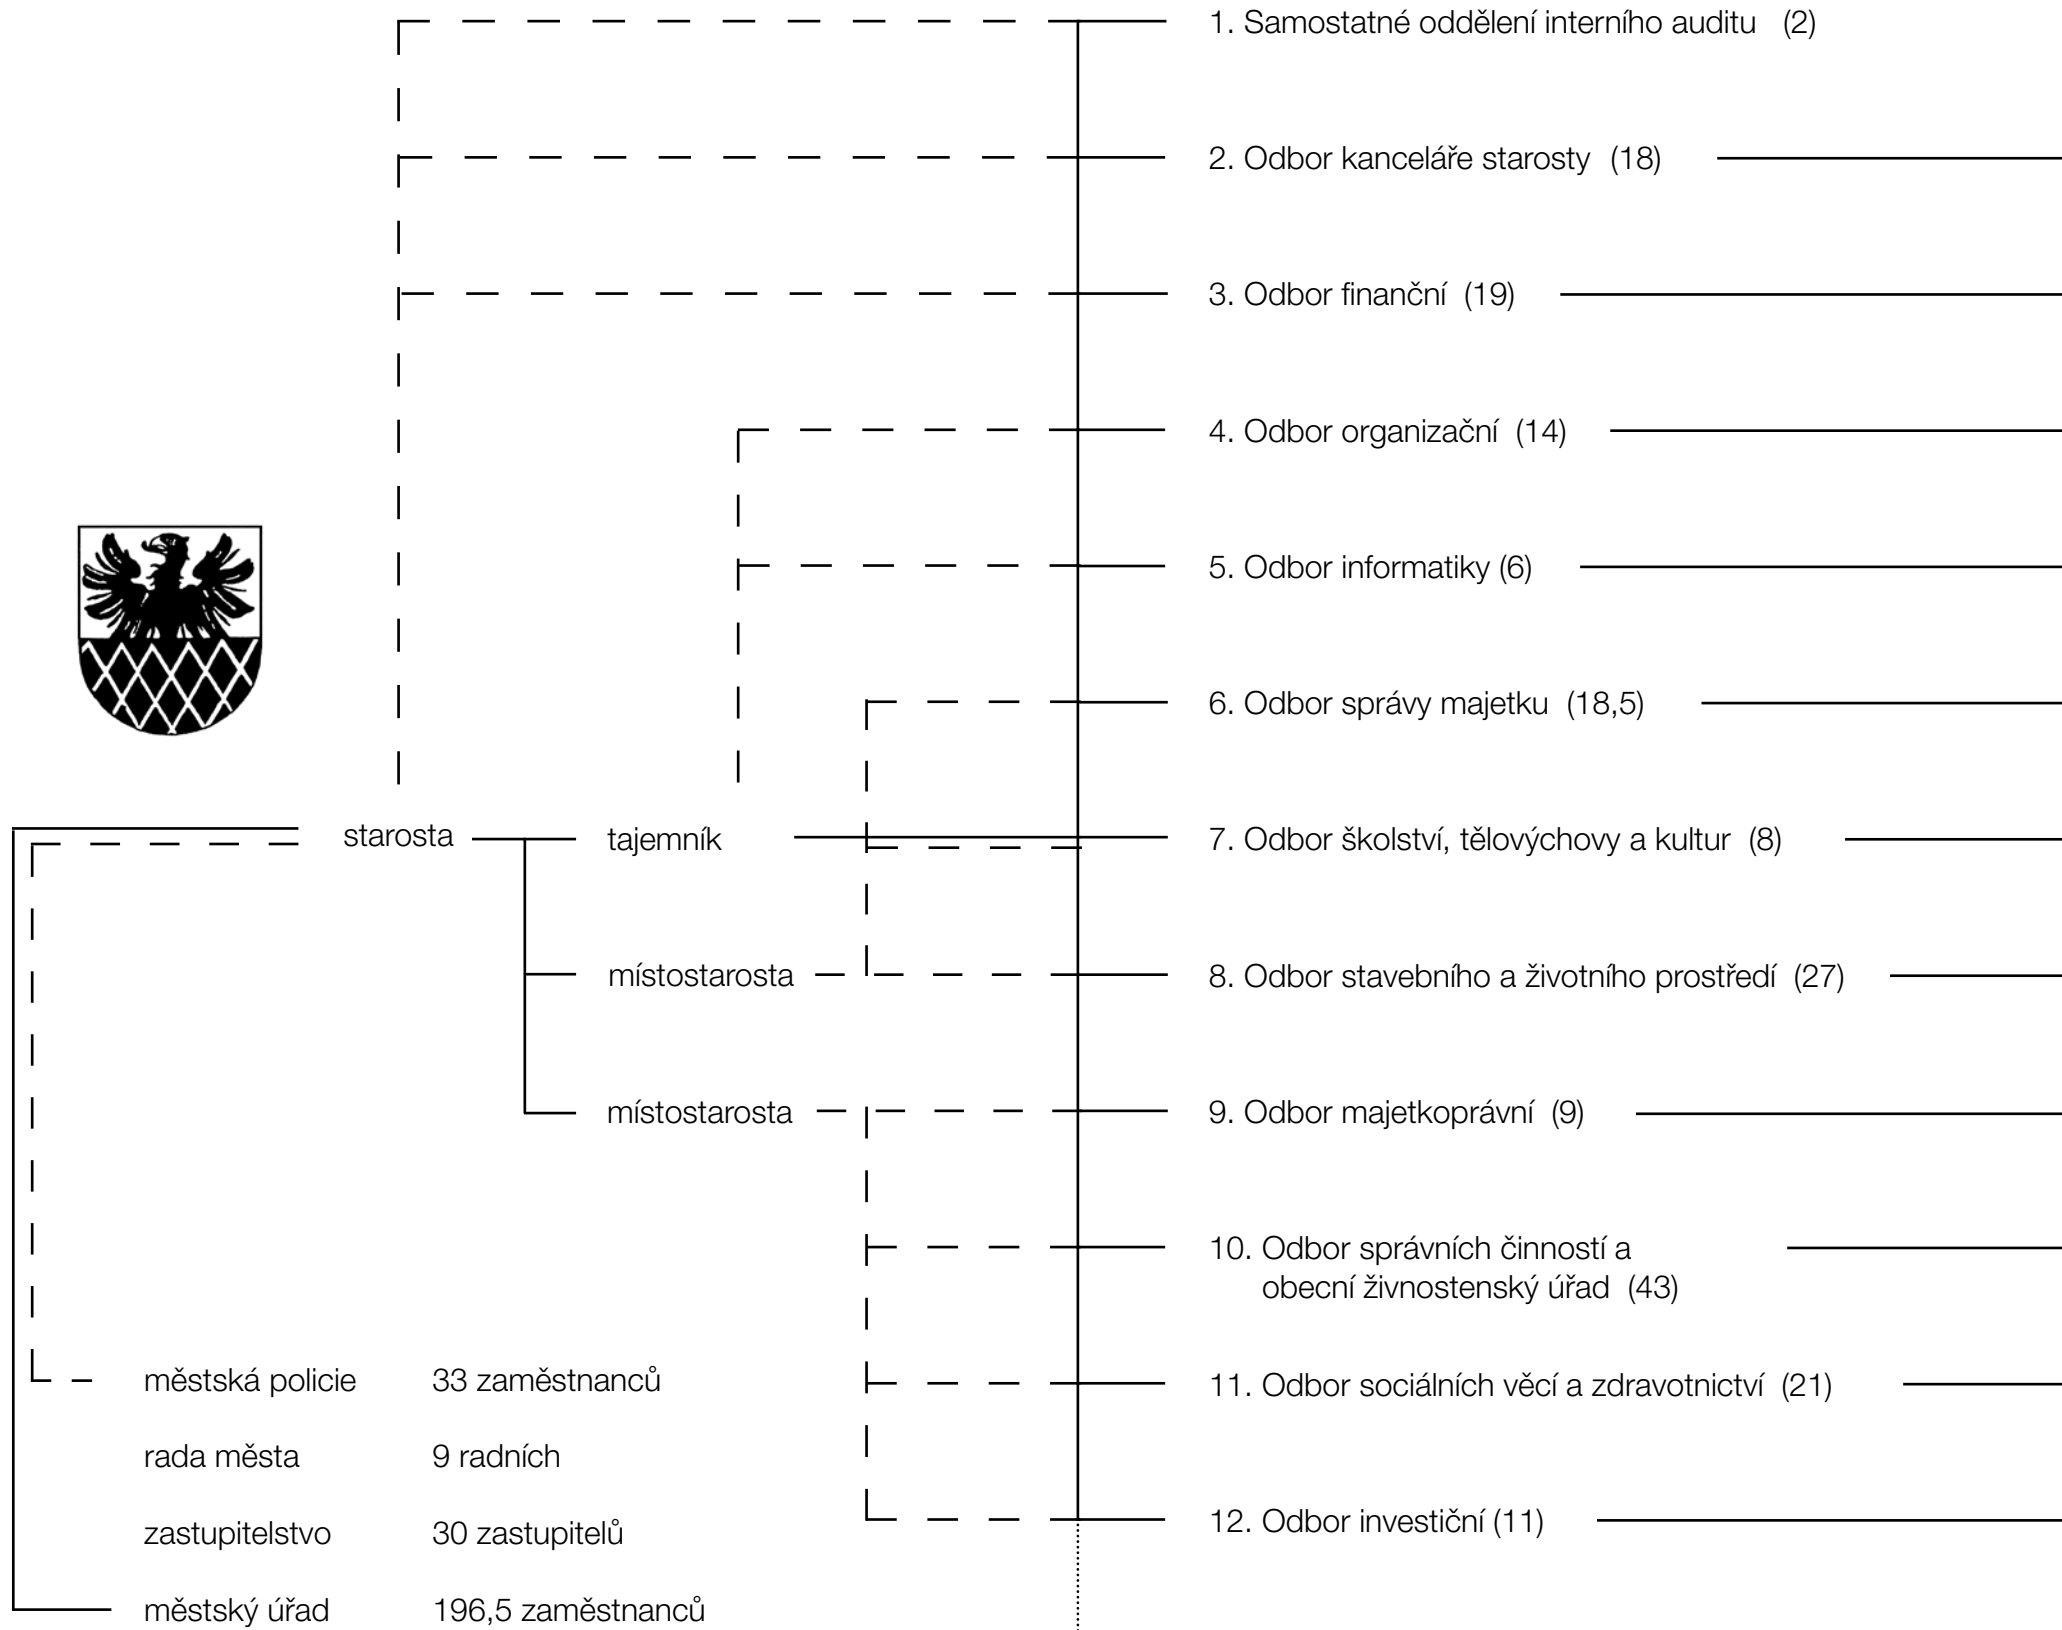 1. Samostatné oddělení interního auditu (2)
2. Odbor kanceláře starosty (18)
3. Odbor finanční (19)
4. Odbor organizační (14)
5. Odbor informatiky (6)
6. Odbor správy majetku (18,5)
starosta
tajemník
7. Odbor školství, tělovýchovy a kultur (8)
místostarosta
8. Odbor stavebního a životního prostředí (27)
místostarosta
9. Odbor majetkoprávní (9)
10. Odbor správních činností a
obecní živnostenský úřad (43)
městská policie 33 zaměstnanců
11. Odbor sociálních věcí a zdravotnictví (21)
rada města 9 radních
zastupitelstvo 30 zastupitelů
12. Odbor investiční (11)
městský úřad 196,5 zaměstnanců